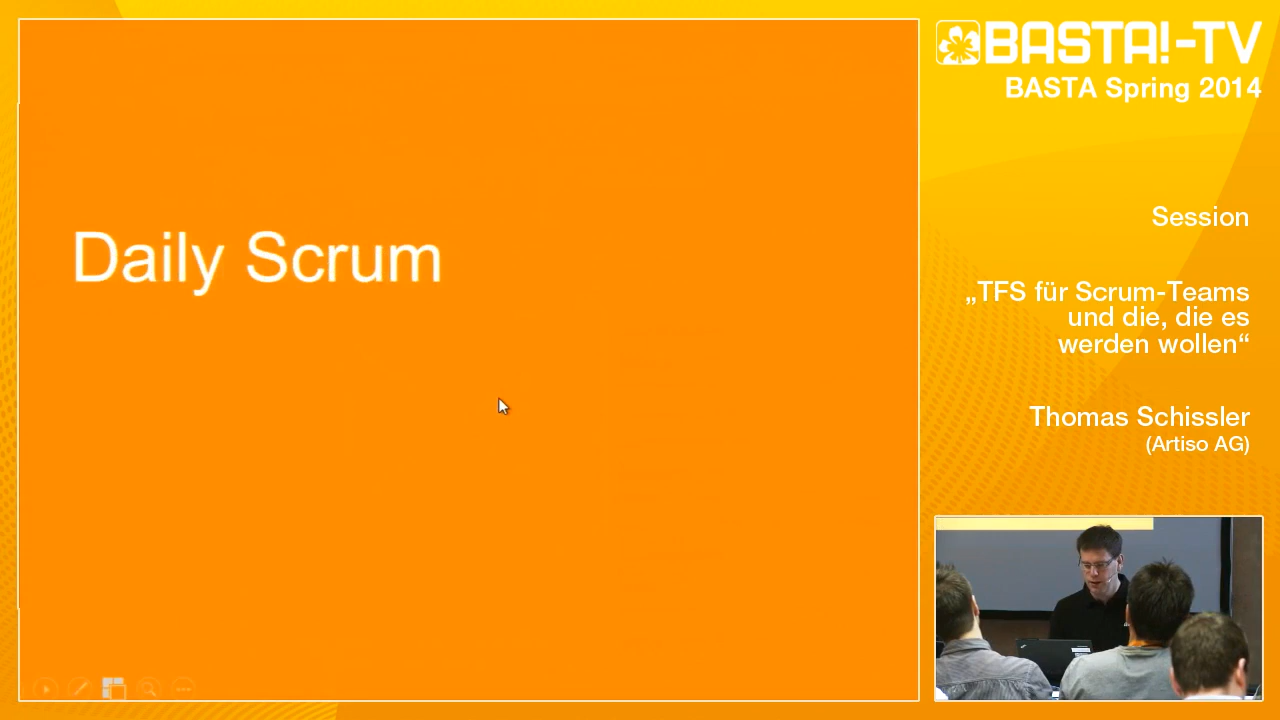 Daily Scrum
BASTA!-TV
BASTA Spring 2014
Session
„TFS für Scrum-Teams
und die, die es
werden wollen“
Thomas Schissler
(Artiso AG)